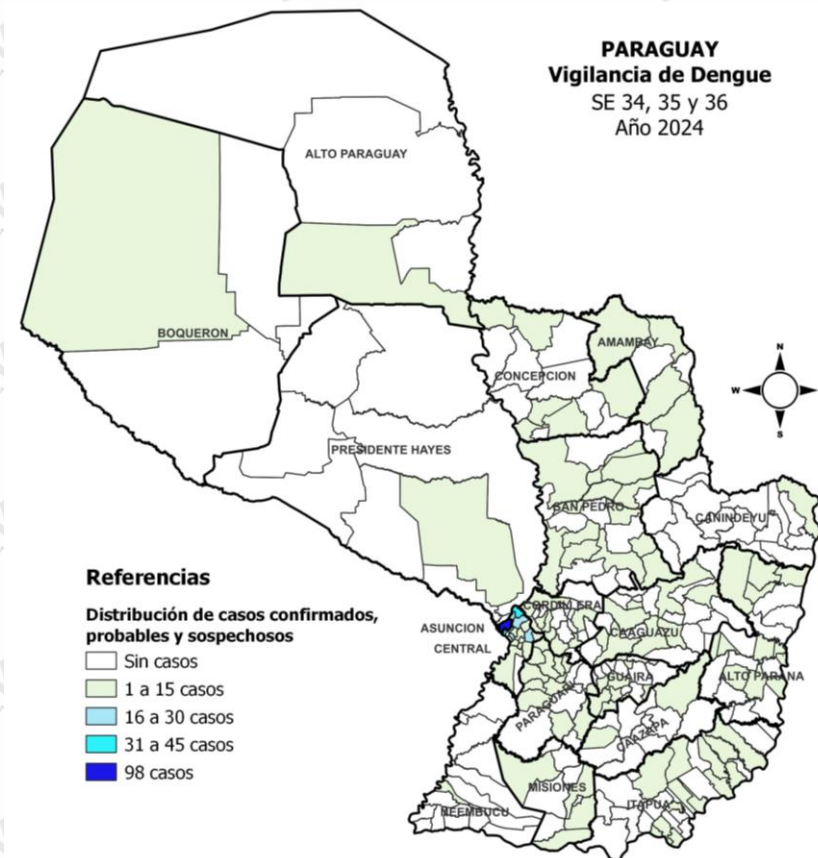 PARAGUAY
Vigilancia de Dengue
SE 34, 35 y 36
Año 2024
ALTO PARAGUAY
BOQUERON
AMAMBAY
CONCEPCION
N
W
S
PRESIDENTE HAYES
SAN PEDRO
CANINDEYU
CORDILLERA
ASUNCION
CENTRAL
CAAGUAZU
GUAIRA
ALTO PARANA
PARAGUARI
CAAZAPA
MISIONES
ITAPUA
ÑEEMBUCU
Referencias
Distribución de casos confirmados,
probables y sospechosos
Sin casos
1 a 15 casos
16 a 30 casos
31 a 45 casos
98 casos